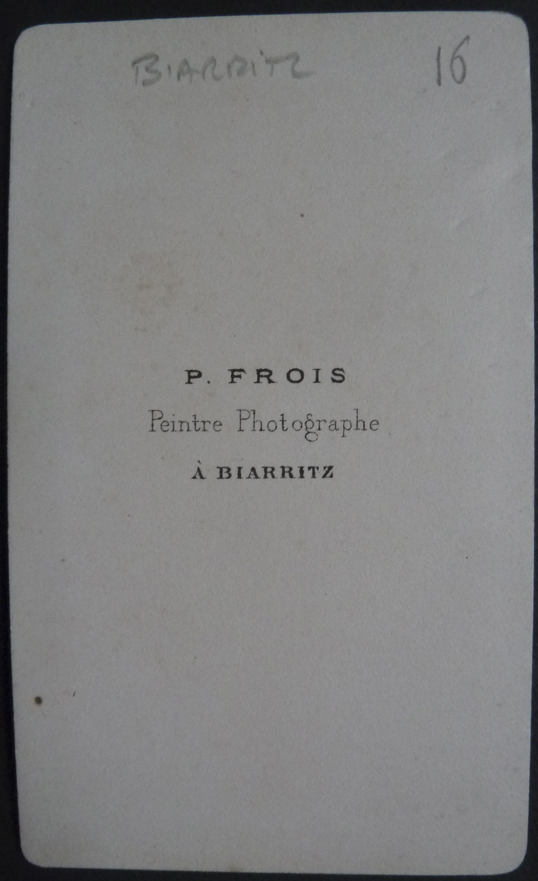 BIARRITZ 16
P. FROIS
Peintre Photographe
À BIARRITZ